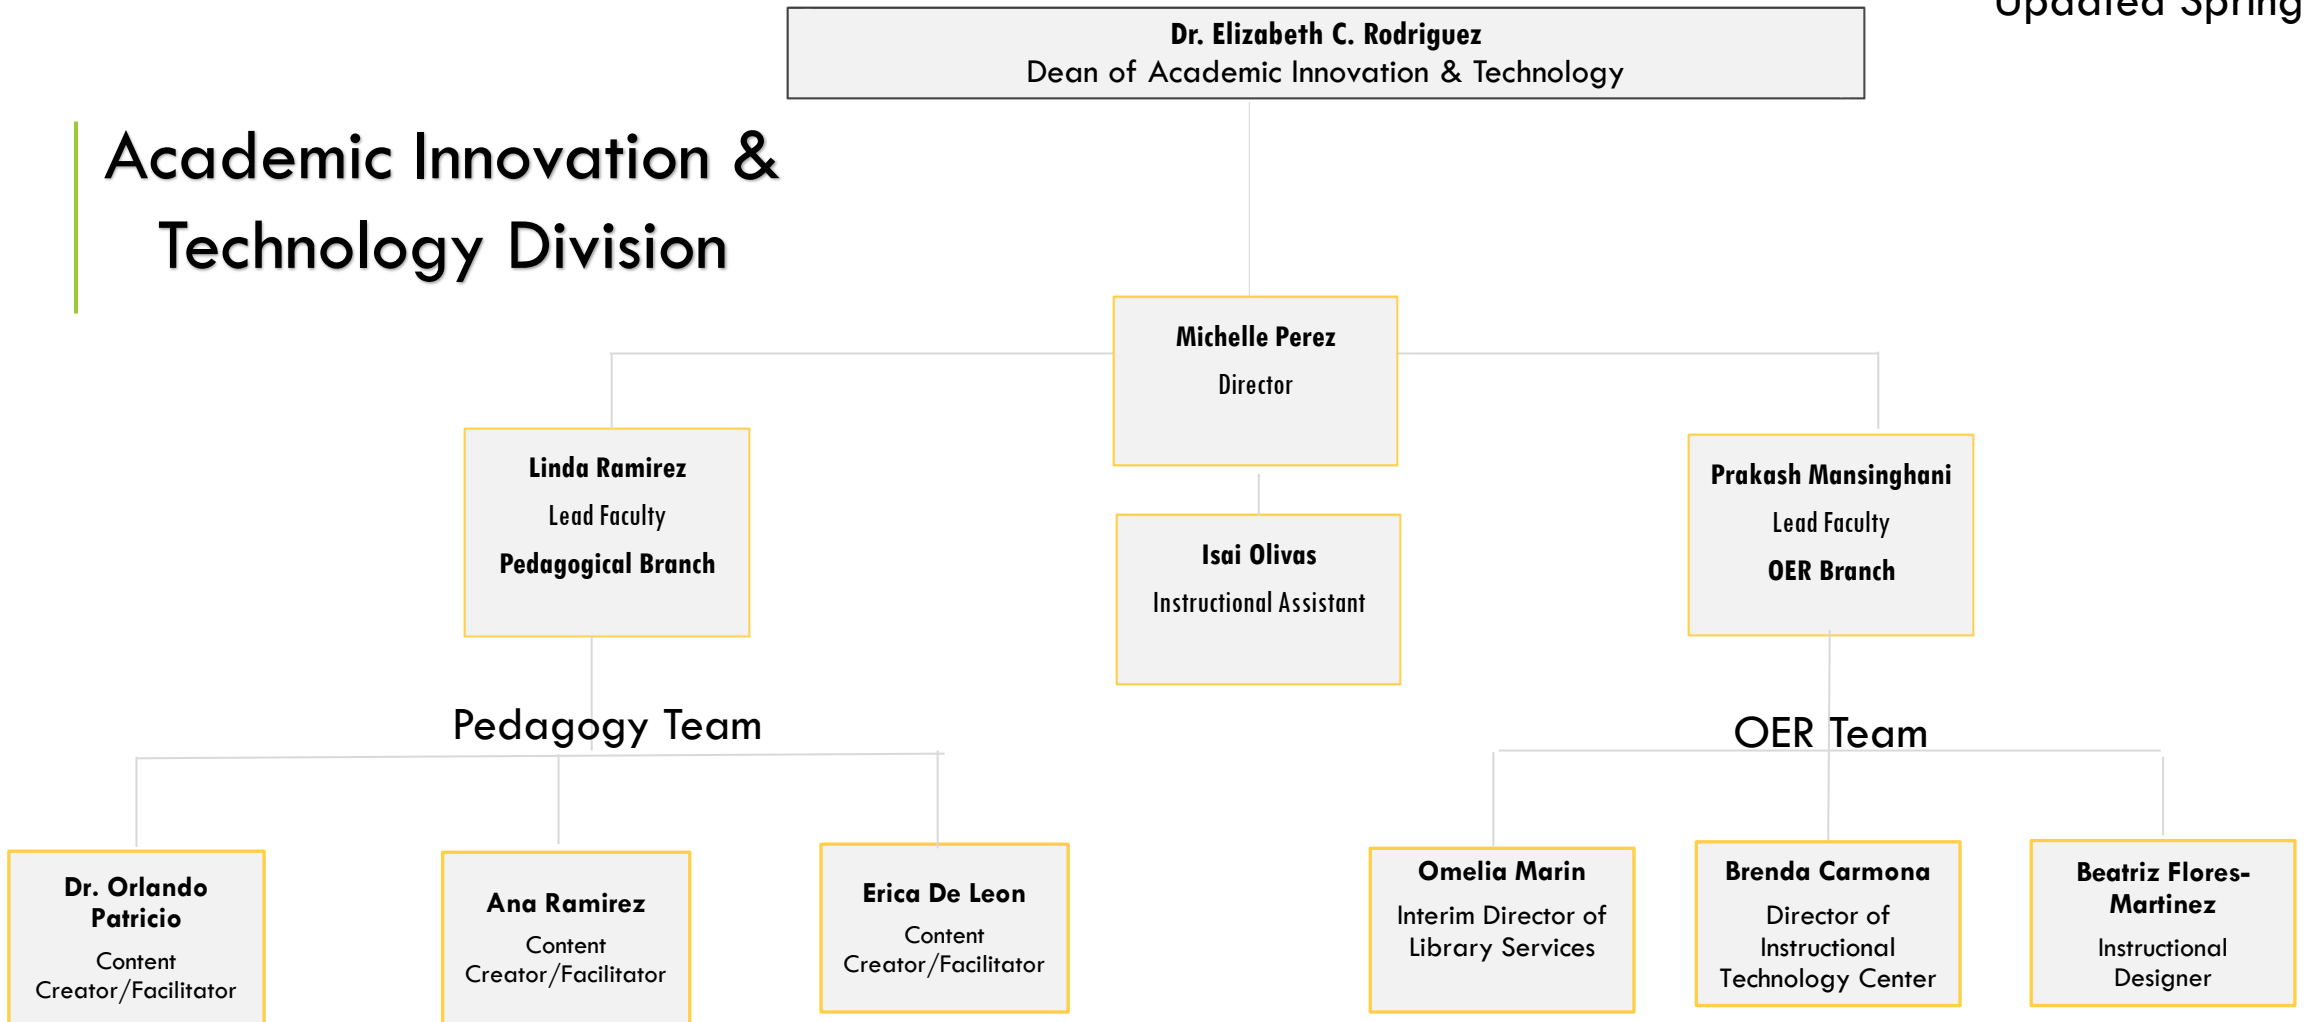 Updated Spring
Dr. Elizabeth C. Rodriguez
Dean of Academic Innovation & Technology
Academic Innovation &
Technology Division
Michelle Perez
Director
Linda Ramirez
Lead Faculty
Pedagogical Branch
Isai Olivas
Instructional Assistant
Prakash Mansinghani
Lead Faculty
OER Branch
Pedagogy Team
OER Team
Dr. Orlando
Patricio
Content
Creator/Facilitator
Ana Ramirez
Content
Creator/Facilitator
Erica De Leon
Content
Creator/Facilitator
Omelia Marin
Interim Director of
Library Services
Brenda Carmona
Director of
Instructional
Technology Center
Beatriz Flores-
Martinez
Instructional
Designer